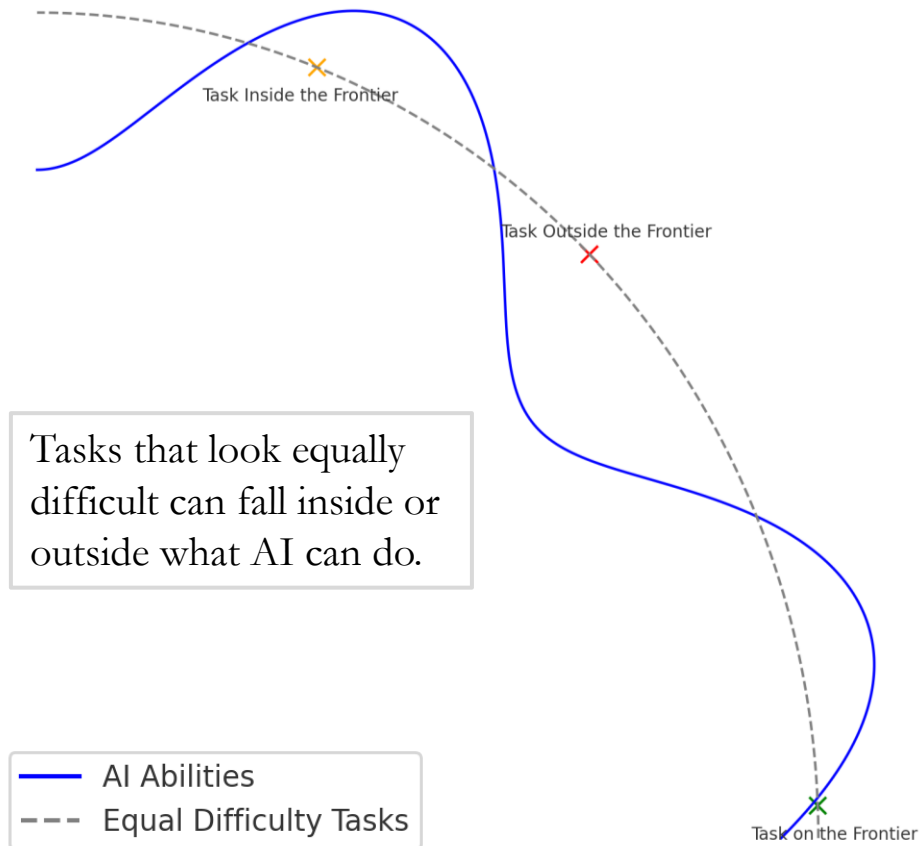 Task Inside the Frontier
Task Outside the Frontier
Tasks that look equally
difficult can fall inside or
outside what AI can do.
AI Abilities
Equal Difficulty Tasks
Task on the Frontier